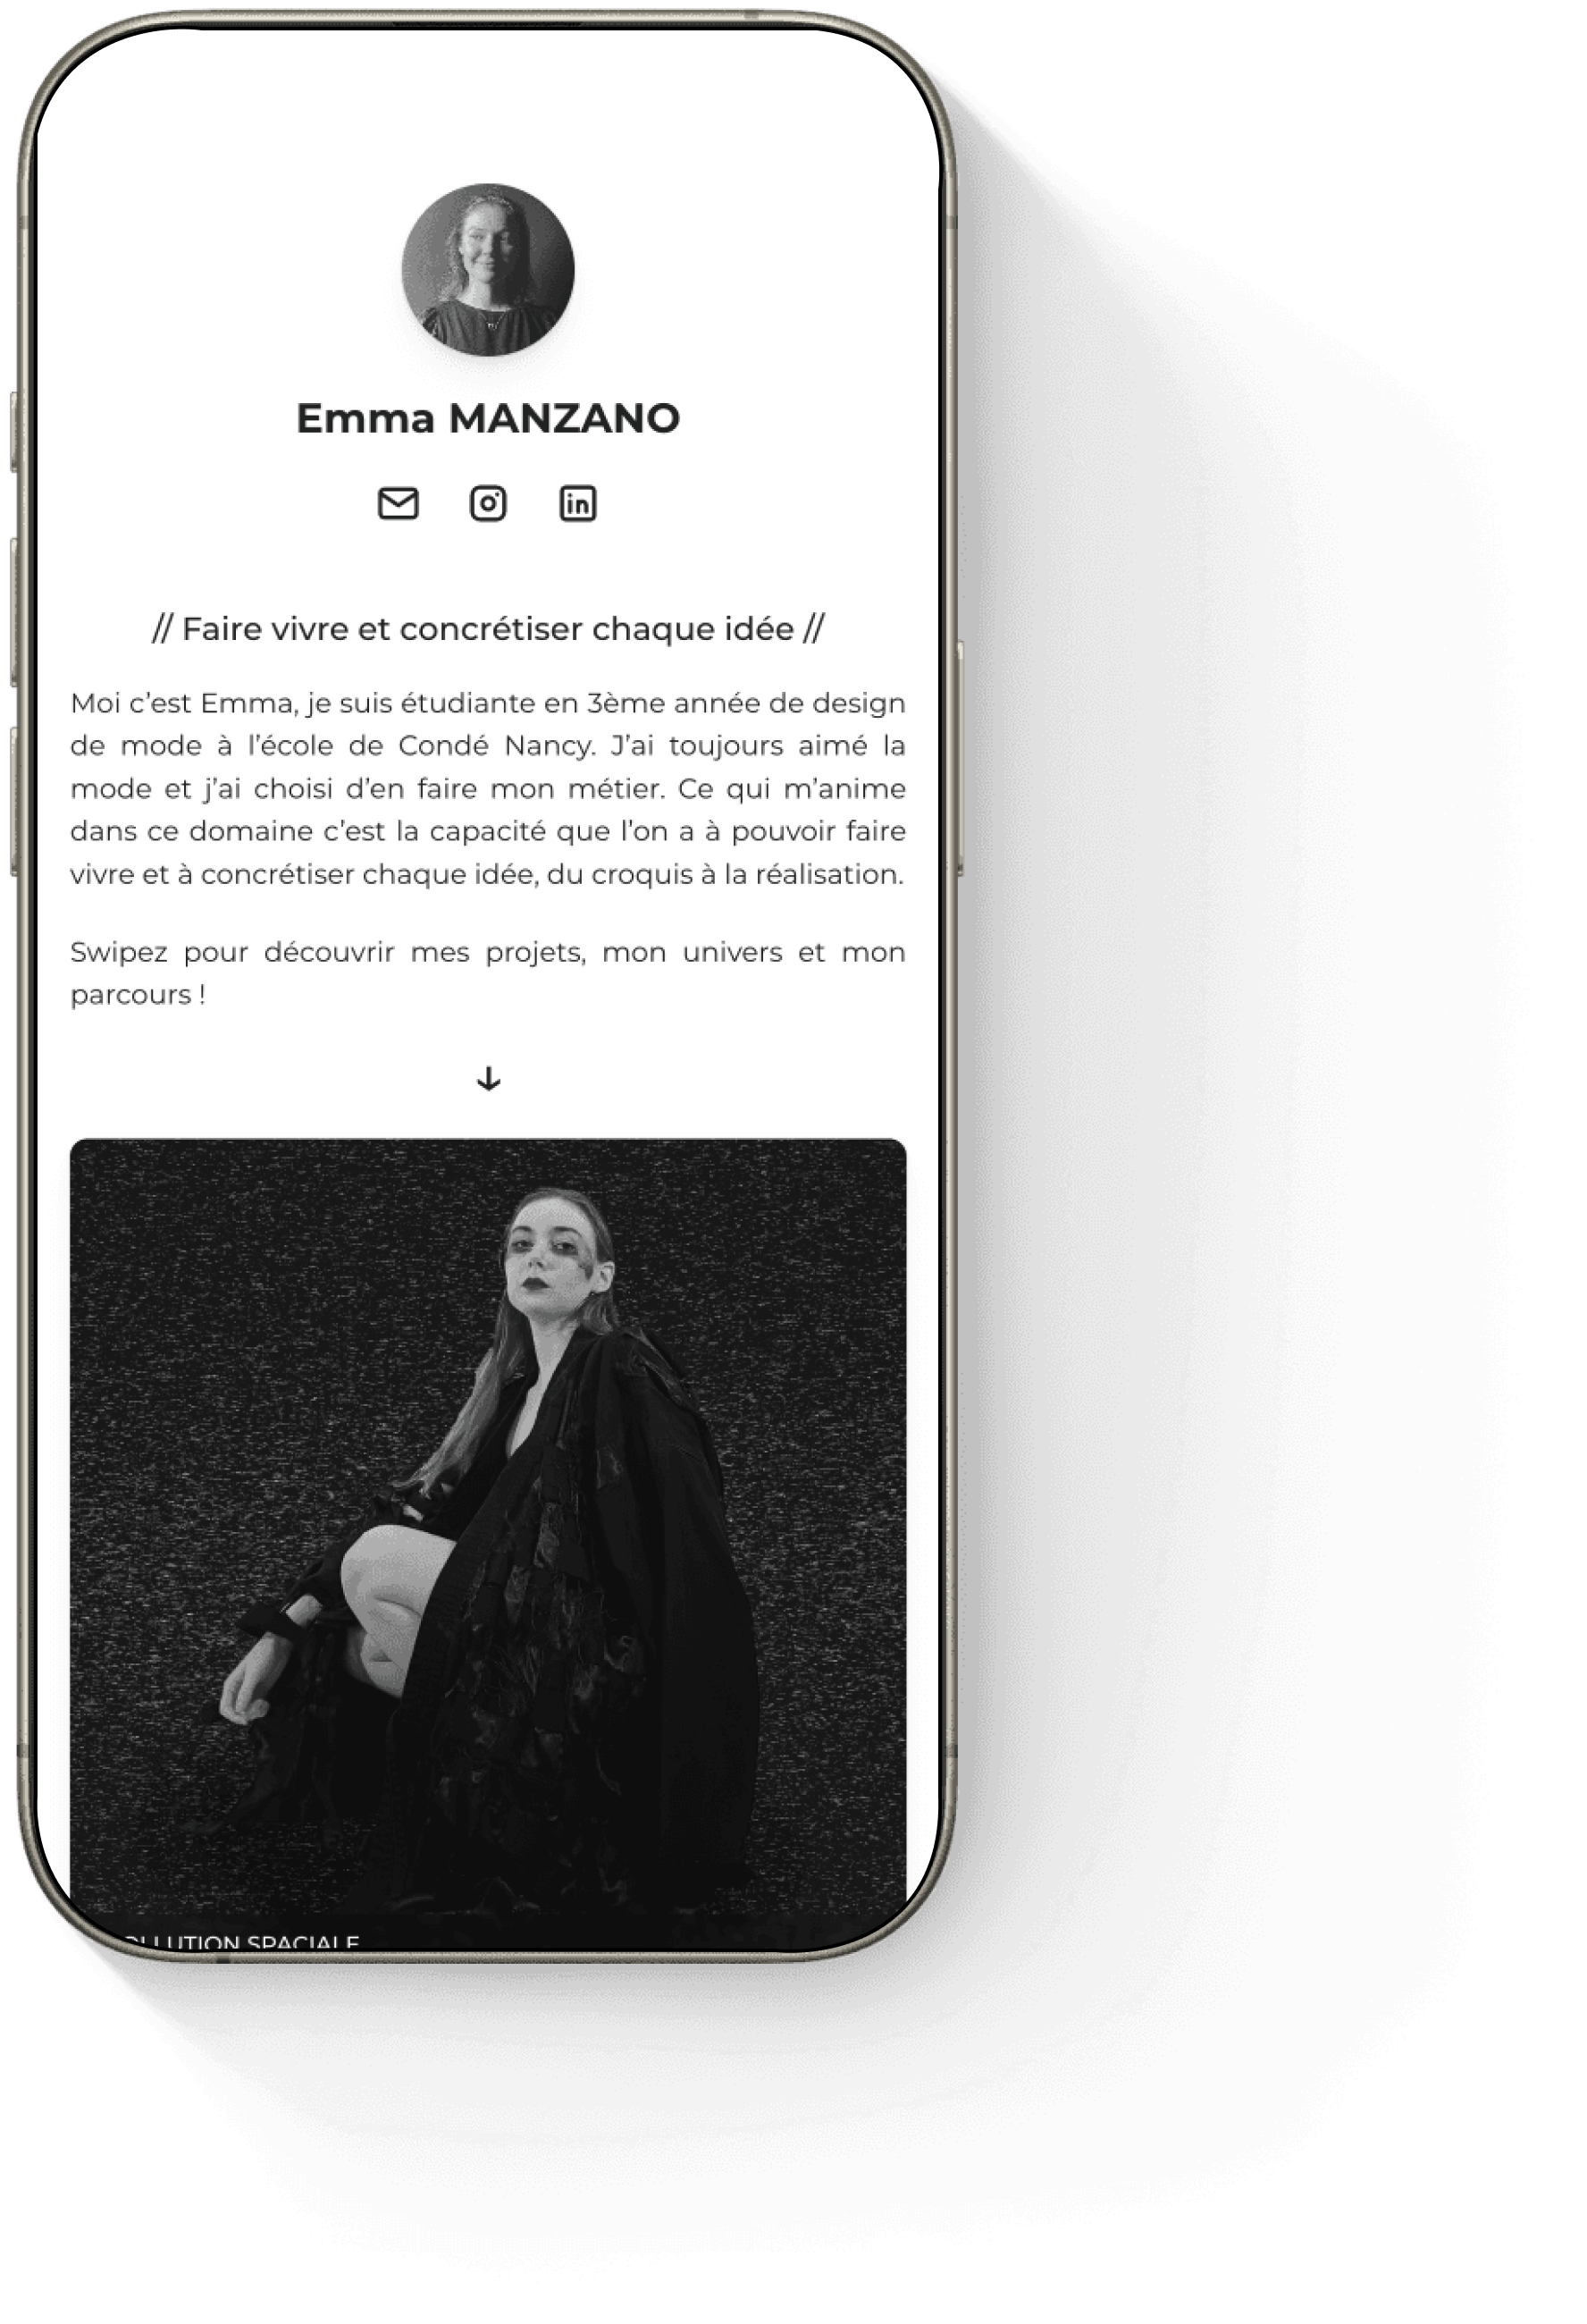 Emma MANZANO
// Faire vivre et concrétiser chaque idée //
Moi c’est Emma, je suis étudiante en 3ème année de design
de mode à l’école de Condé Nancy. J’ai toujours aimé la
mode et j’ai choisi d’en faire mon métier. Ce qui m’anime
dans ce domaine c’est la capacité que l’on a à pouvoir faire
vivre et à concrétiser chaque idée, du croquis à la réalisation.
Swipez pour découvrir mes projets, mon univers et mon
parcours !
SPACIALE